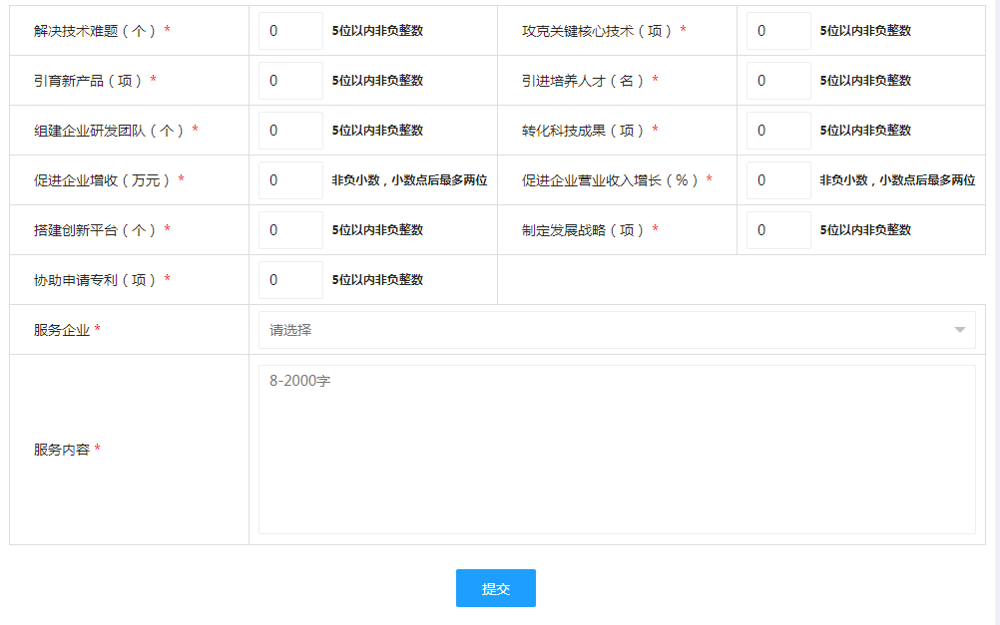 解决技术难题（个） * 0 5位以内非负整数 攻克关键核心技术（项） * 0 5位以内非负整数
引育新产品（项） * 0 5位以内非负整数 引进培养人才（名） * 0 5位以内非负整数
组建企业研发团队（个） * 0 5位以内非负整数 转化科技成果（项） * 0 5位以内非负整数
促进企业增收（万元） * 0 非负小数，小数点后最多两位 促进企业营业收入增长（%） * 0 非负小数，小数点后最多两位
搭建创新平台（个） * 0 5位以内非负整数 制定发展战略（项） * 0 5位以内非负整数
协助申请专利（项） * 0 5位以内非负整数
服务企业 * 请选择
8-2000字
服务内容 *
提交